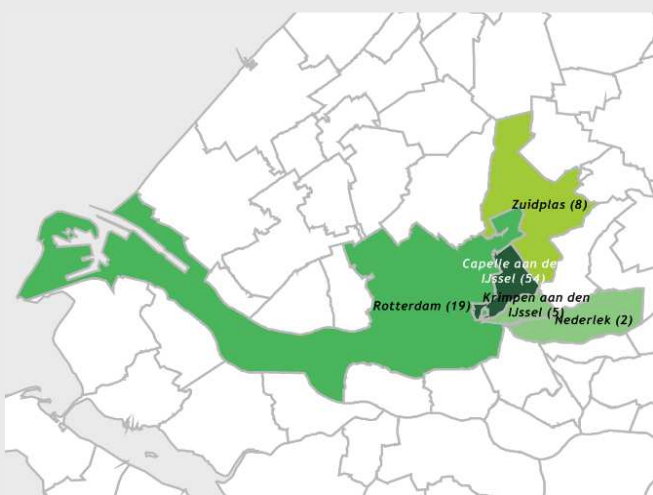 Zuidplas (8)
Capelle aan den
IJssel (54)
Rotterdam (19)
Krimpen aan den
IJssel (5)
Nederlek (2)